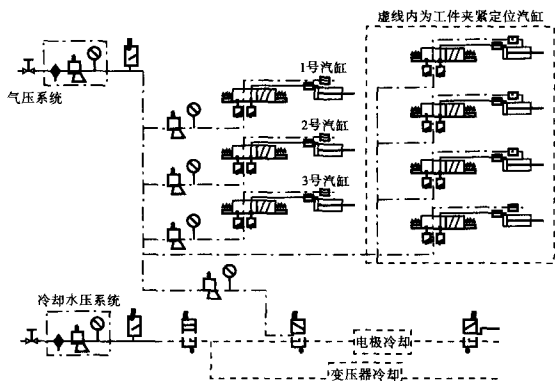 虚线内为工件夹紧定位汽缸
气压系统
1号汽缸
2号汽缸
3号汽缸
冷却水压系统
电极冷却
变压器冷却